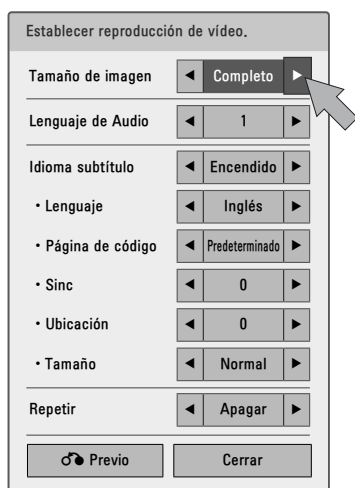 Establecer reproducción de vídeo.
Tamaño de imagen ◀ Completo ▶
Lenguaje de Audio ◀ 1 ▶
Idioma subtítulo ◀ Encendido ▶
• Lenguaje ◀ Inglés ▶
• Página de código ◀ Predeterminado ▶
• Sinc ◀ 0 ▶
• Ubicación ◀ 0 ▶
• Tamaño ◀ Normal ▶
Repetir ◀ Apagar ▶
Previo Cerrar